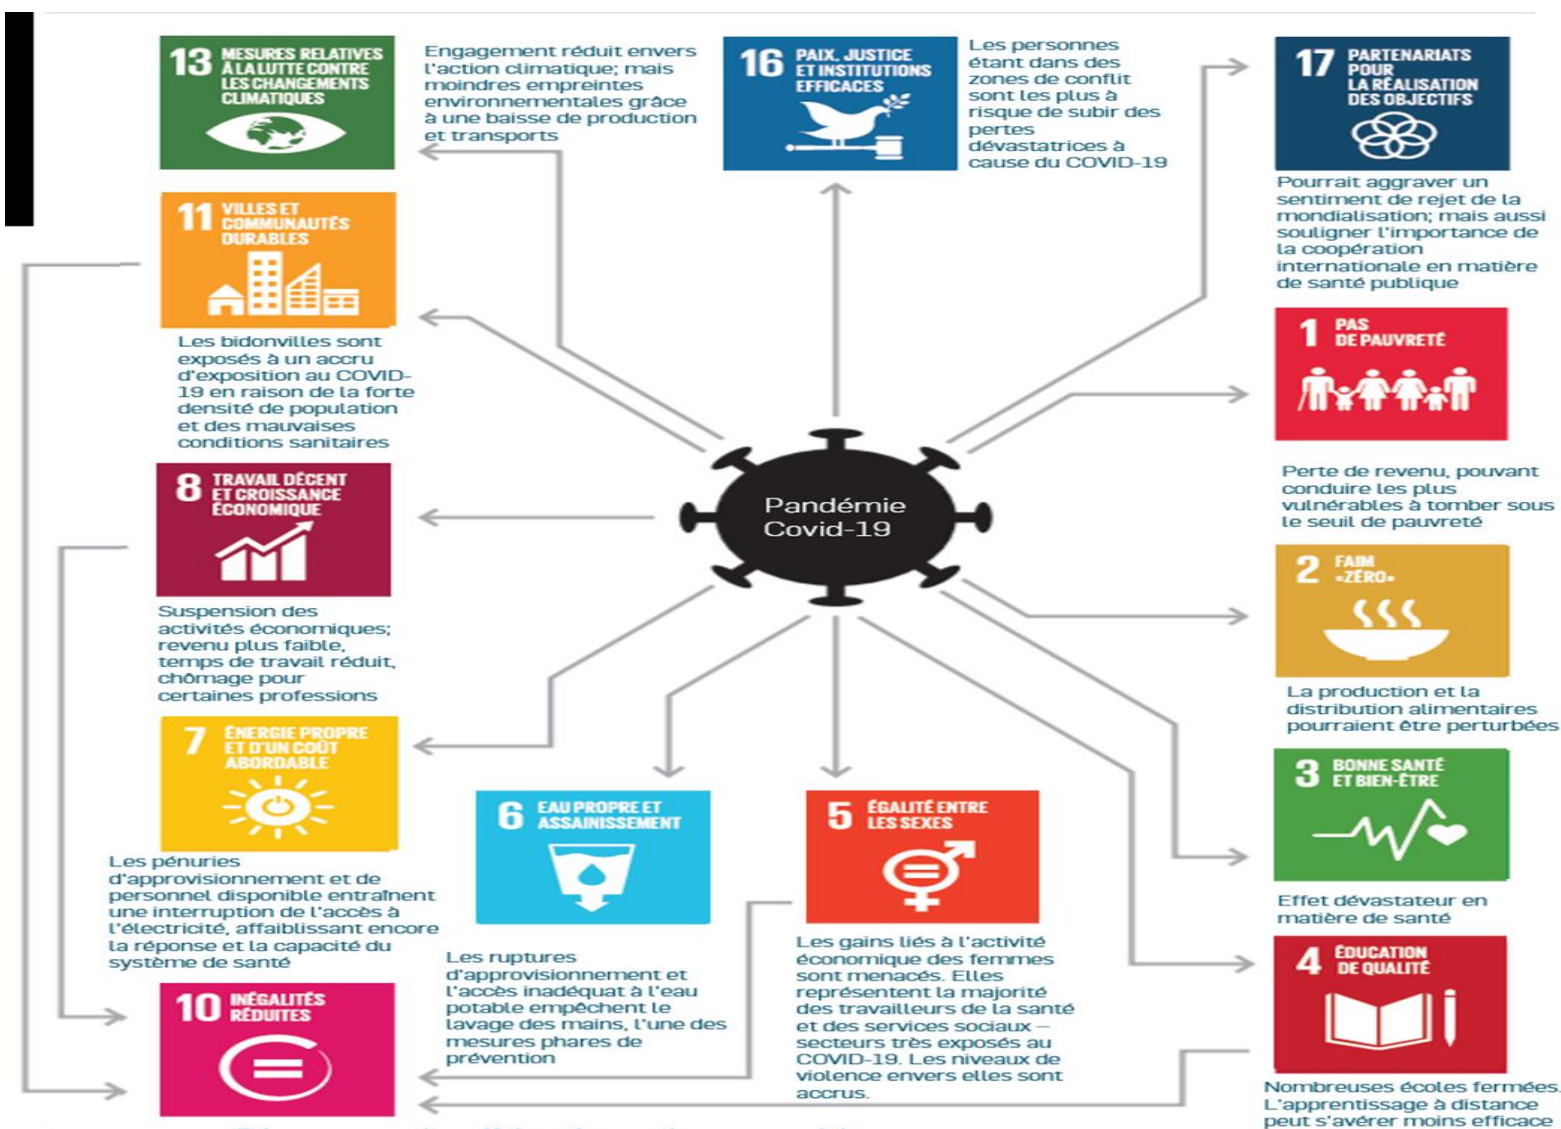 13 MESURES RELATIVES
À LA LUTTE CONTRE
LES CHANGEMENTS
CLIMATIQUES
Engagement réduit envers
l'action climatique; mais
moindres empreintes
environnementales grâce
à une baisse de production
et transports
16 PAIX, JUSTICE
ET INSTITUTIONS
EFFICACES
Les personnes
étant dans des
zones de conflit
sont les plus à
risque de subir des
pertes
dévastatrices à
cause du COVID-19
17 PARTENARIATS
POUR
LA RÉALISATION
DES OBJECTIFS
Pourrait aggraver un
sentiment de rejet de la
mondialisation; mais aussi
souligner l'importance de
la coopération
internationale en matière
de santé publique
11 VILLES ET
COMMUNAUTÉS
DURABLES
Les bidonvilles sont
exposés à un accru
d'exposition au COVID-
19 en raison de la forte
densité de population
et des mauvaises
conditions sanitaires
1 PAS
DE PAUVRETÉ
Perte de revenu, pouvant
conduire les plus
vulnérables à tomber sous
le seuil de pauvreté
8 TRAVAIL DÉCENT
ET CROISSANCE
ÉCONOMIQUE
Suspension des
activités économiques;
revenu plus faible,
temps de travail réduit,
chômage pour
certaines professions
Pandémie
Covid-19
2 FAIM
«ZÉRO»
La production et la
distribution alimentaires
pourraient être perturbées
7 ÉNERGIE PROPRE
ET D'UN COÛT
ABORDABLE
Les pénuries
d'approvisionnement et de
personnel disponible entraînent
une interruption de l'accès à
l'électricité, affaiblissant encore
la réponse et la capacité du
système de santé
6 EAU PROPRE ET
ASSAINISSEMENT
Les ruptures
d'approvisionnement et
l'accès inadéquat à l'eau
potable empêchent le
lavage des mains, l'une des
mesures phares de
prévention
5 ÉGALITÉ ENTRE
LES SEXES
Les gains liés à l'activité
économique des femmes
sont menacés. Elles
représentent la majorité
des travailleurs de la santé
et des services sociaux –
secteurs très exposés au
COVID-19. Les niveaux de
violence envers elles sont
accrus.
3 BONNE SANTÉ
ET BIEN-ÊTRE
Effet dévastateur en
matière de santé
4 ÉDUCATION
DE QUALITÉ
Nombreuses écoles fermées.
L'apprentissage à distance
peut s'avérer moins efficace
10 INÉGALITÉS
RÉDUITES